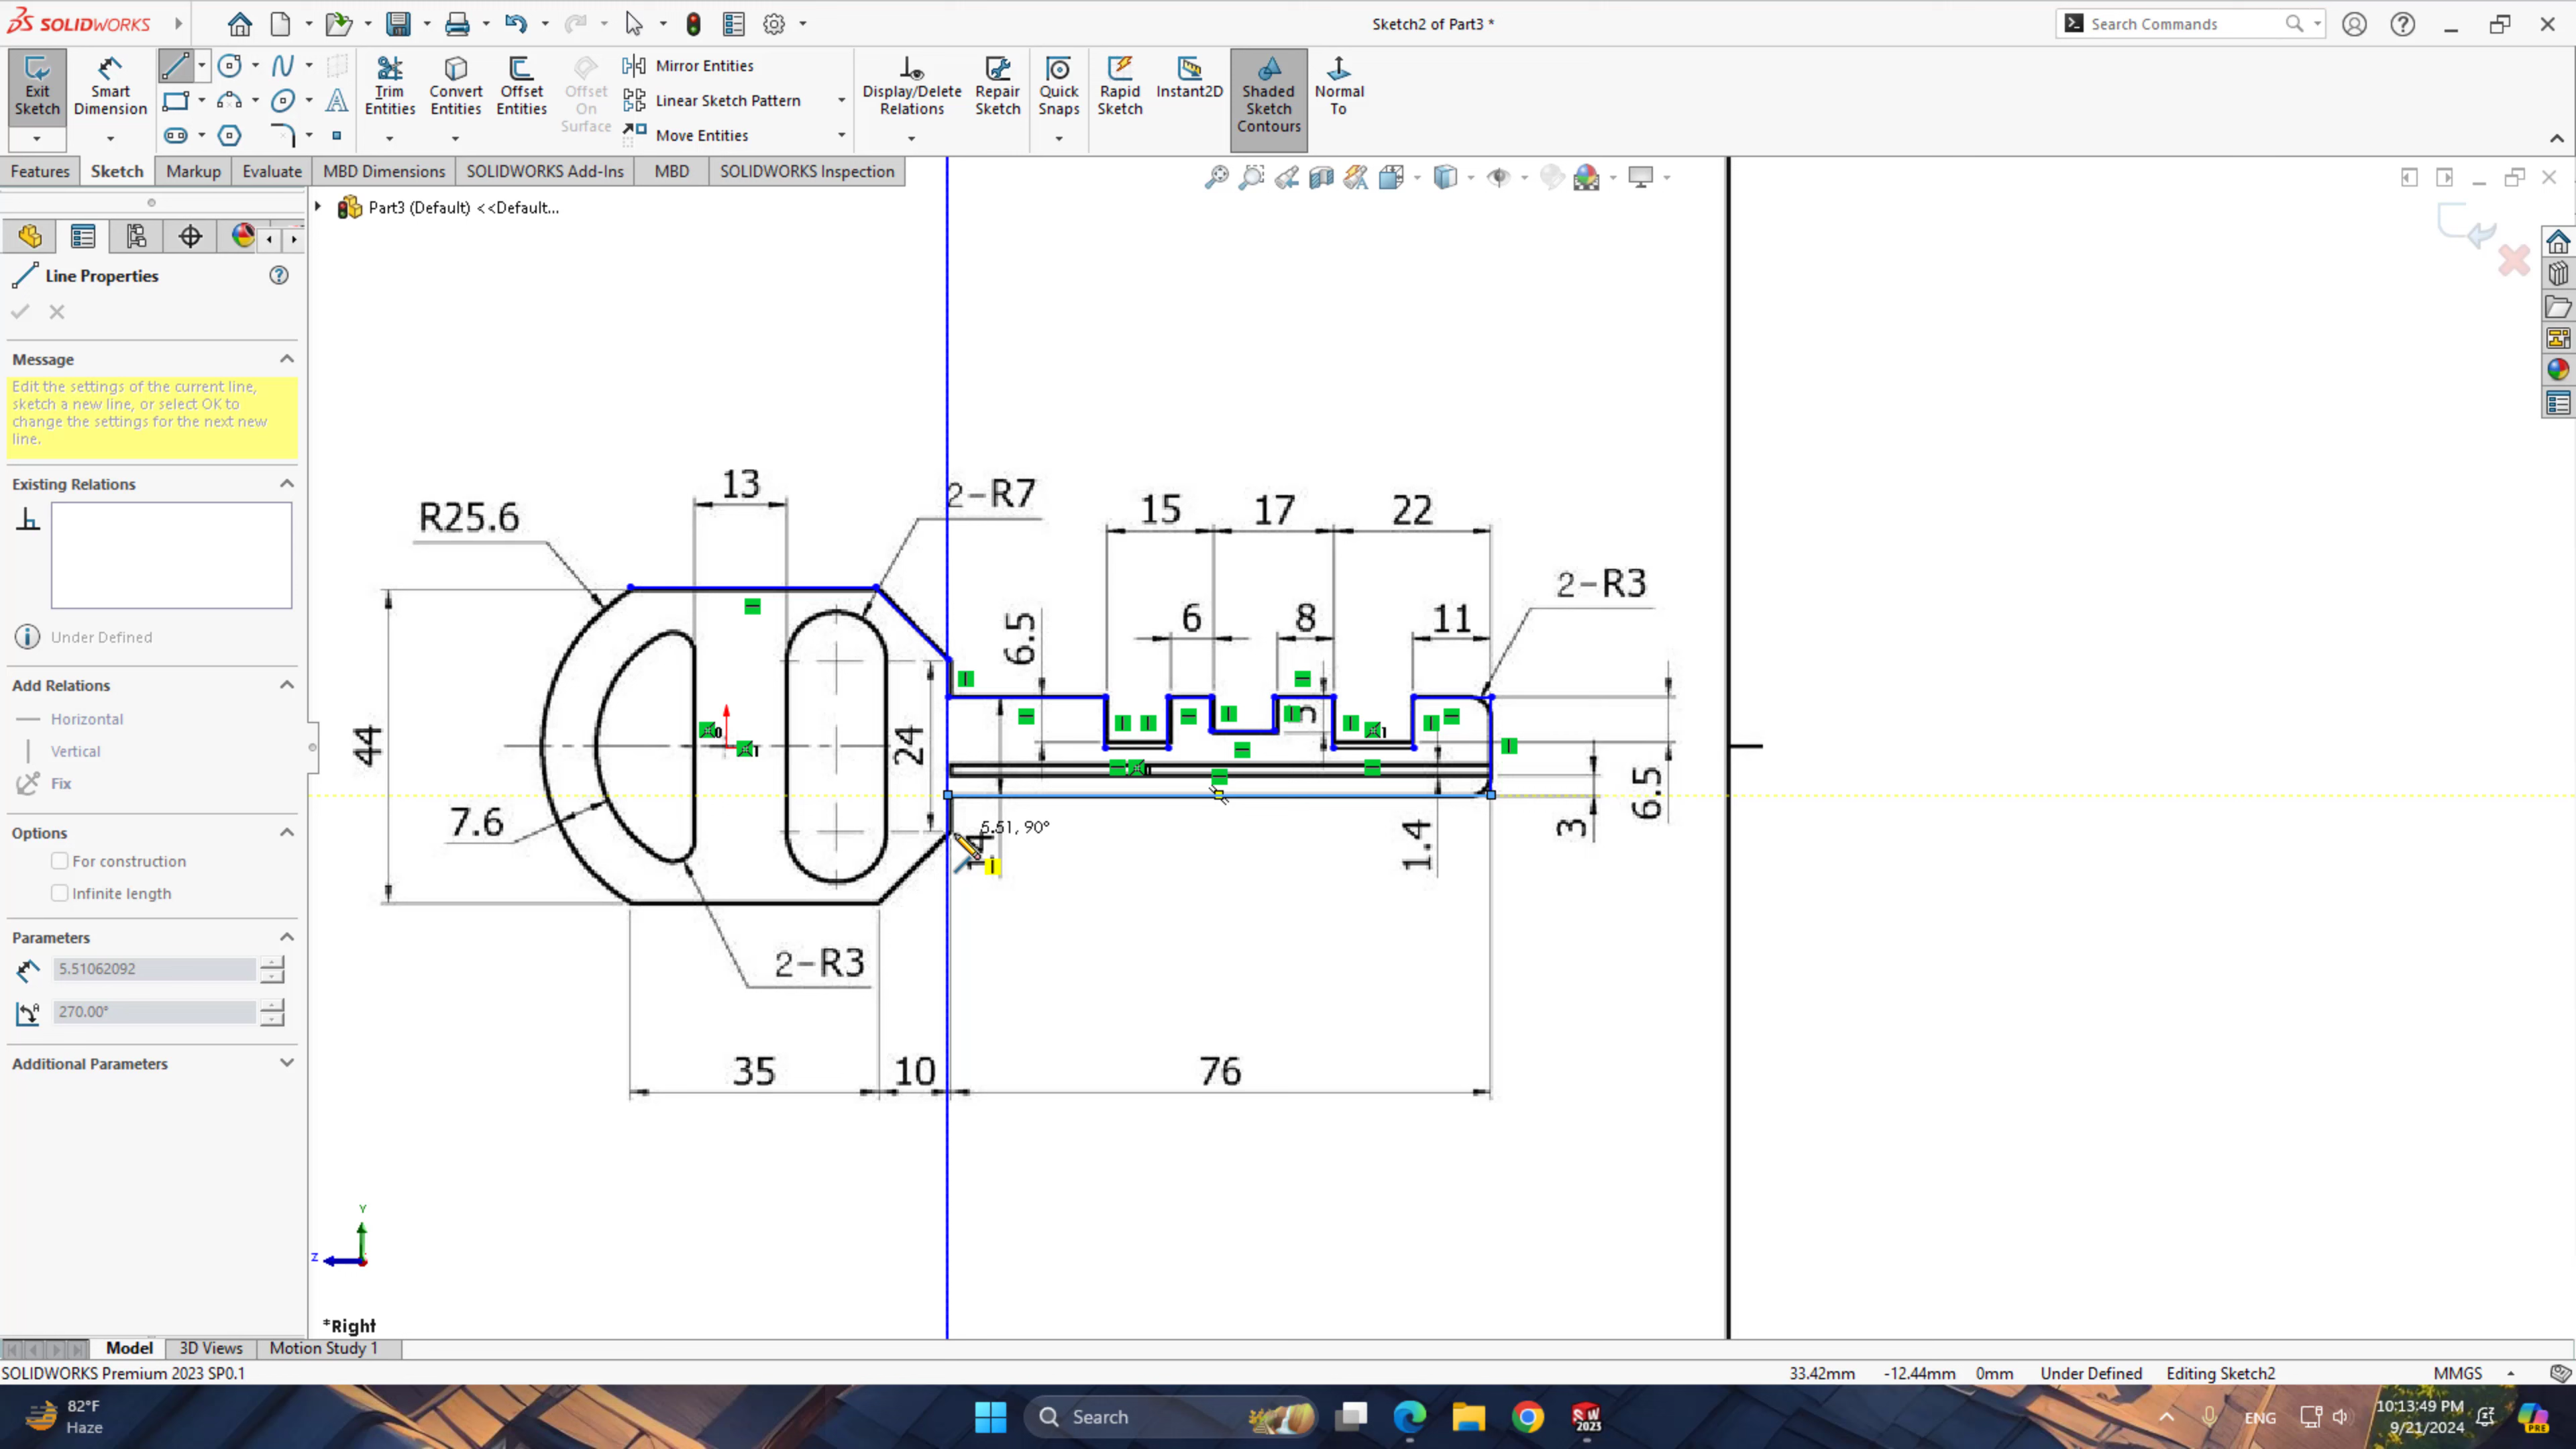 SOLIDWORKS
Sketch2 of Part3 *
Search Commands
Exit Sketch
Smart Dimension
Trim Entities
Convert Entities
Offset Entities
Offset On Surface
Mirror Entities
Linear Sketch Pattern
Move Entities
Display/Delete Relations
Repair Sketch
Quick Snaps
Rapid Sketch
Instant2D
Shaded Sketch Contours
Normal To
Features
Sketch
Markup
Evaluate
MBD Dimensions
SOLIDWORKS Add-Ins
MBD
SOLIDWORKS Inspection
Part3 (Default) <<Default...
Line Properties
Message
Edit the settings of the current line,
sketch a new line, or select OK to
change the settings for the next new
line.
Existing Relations
Under Defined
Add Relations
Horizontal
Vertical
Fix
Options
For construction
Infinite length
Parameters
5.51062092
270.00°
Additional Parameters
13
2-R7
R25.6
15
17
22
2-R3
6
8
11
6.5
44
24
7.6
5.51, 90°
14
1.4
3
6.5
2-R3
35
10
76
Y
Z
*Right
Model
3D Views
Motion Study 1
SOLIDWORKS Premium 2023 SP0.1
33.42mm
-12.44mm
0mm
Under Defined
Editing Sketch2
MMGS
82°F
Haze
Search
SW
2023
ENG
10:13:49 PM
9/21/2024
PRE